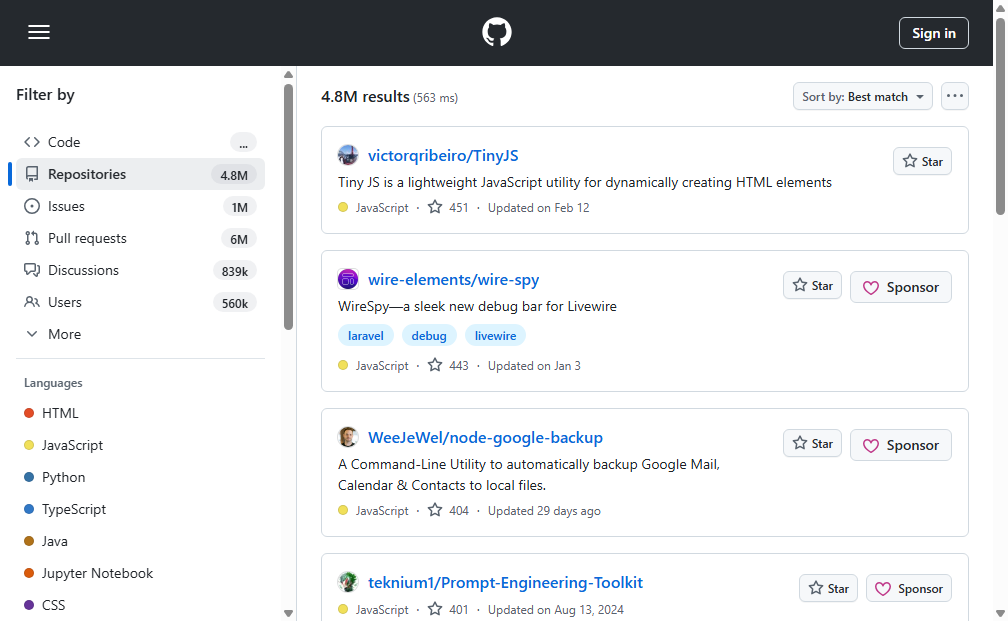 Sign in
Filter by
Code
...
Repositories
4.8M
Issues
1M
Pull requests
6M
Discussions
839k
Users
560k
More
Languages
HTML
JavaScript
Python
TypeScript
Java
Jupyter Notebook
CSS
4.8M results (563 ms)
Sort by: Best match
victorqribeiro/TinyJS
Star
Tiny JS is a lightweight JavaScript utility for dynamically creating HTML elements
JavaScript · 451 · Updated on Feb 12
wire-elements/wire-spy
Star
Sponsor
WireSpy—a sleek new debug bar for Livewire
laravel debug livewire
JavaScript · 443 · Updated on Jan 3
WeeJeWel/node-google-backup
Star
Sponsor
A Command-Line Utility to automatically backup Google Mail,
Calendar & Contacts to local files.
JavaScript · 404 · Updated 29 days ago
teknium1/Prompt-Engineering-Toolkit
Star
Sponsor
JavaScript · 401 · Updated on Aug 13, 2024